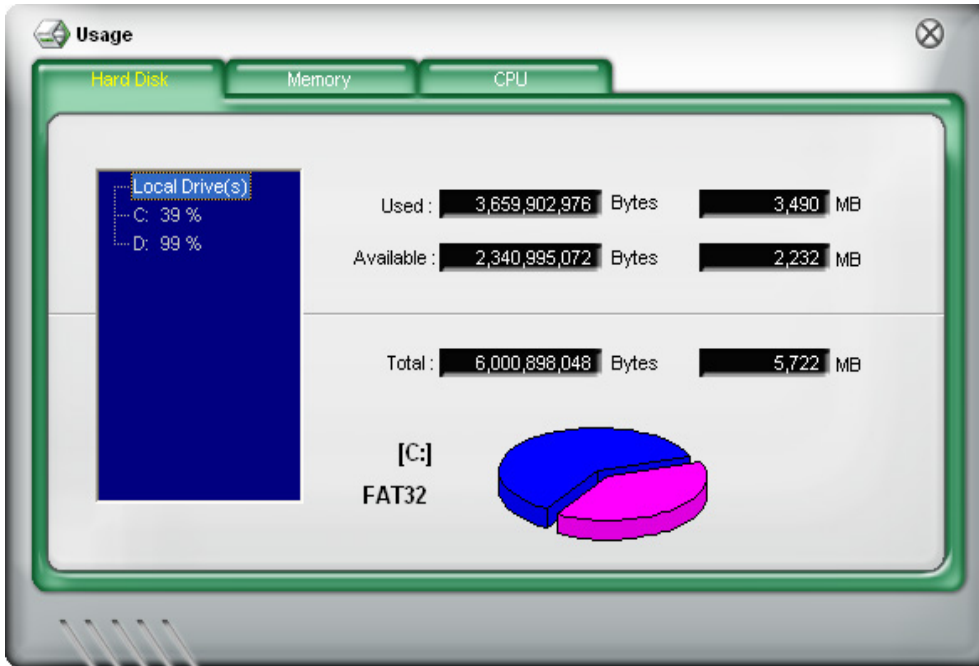 Usage
Hard Disk Memory CPU
Local Drive(s)
C: 39 %
D: 99 %
Used : 3,659,902,976 Bytes 3,490 MB
Available : 2,340,995,072 Bytes 2,232 MB
Total : 6,000,898,048 Bytes 5,722 MB
[C:]
FAT32